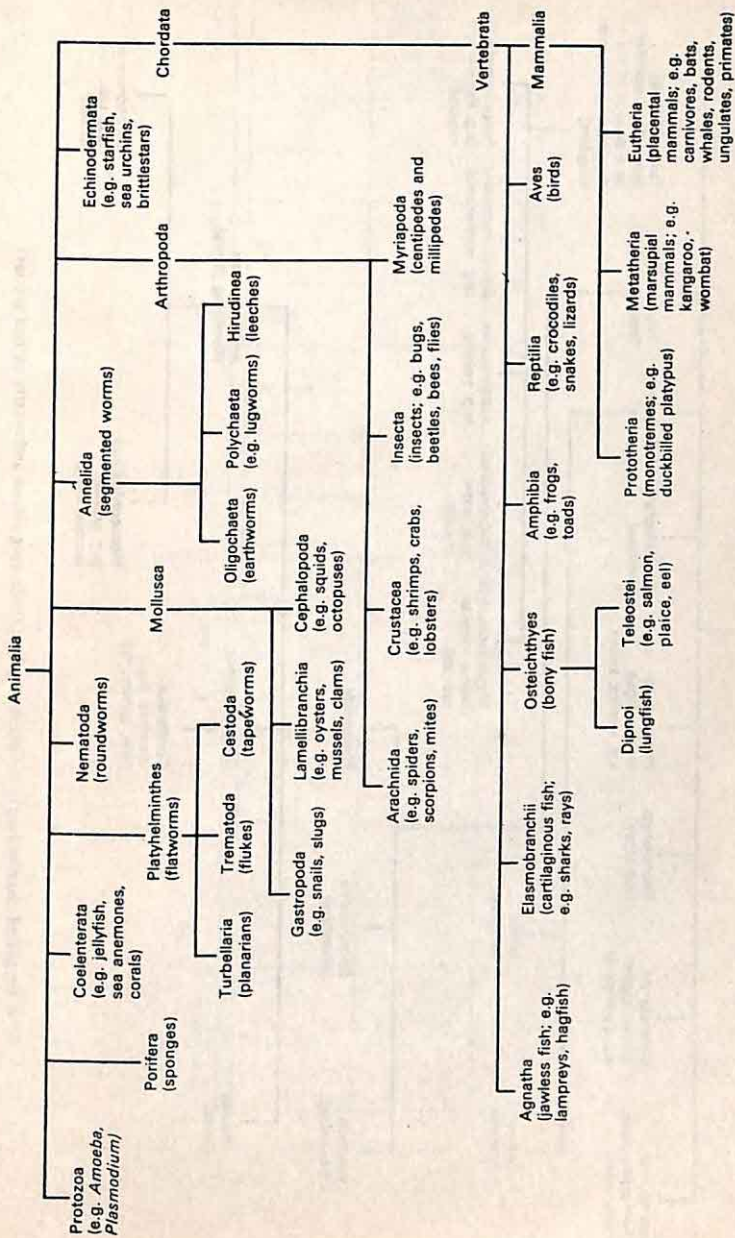 Animalia
Protozoa
(e.g. Amoeba,
Plasmodium)
Porifera
(sponges)
Coelenterata
(e.g. jellyfish,
sea anemones,
corals)
Platyhelminthes
(flatworms)
Turbellaria
(planarians)
Trematoda
(flukes)
Cestoda
(tapeworms)
Nematoda
(roundworms)
Mollusca
Gastropoda
(e.g. snails, slugs)
Lamellibranchia
(e.g. oysters,
mussels, clams)
Cephalopoda
(e.g. squids,
octopuses)
Annelida
(segmented worms)
Oligochaeta
(earthworms)
Polychaeta
(e.g. lugworms)
Hirudinea
(leeches)
Arthropoda
Arachnida
(e.g. spiders,
scorpions, mites)
Crustacea
(e.g. shrimps, crabs,
lobsters)
Insecta
(insects; e.g. bugs,
beetles, bees, flies)
Myriapoda
(centipedes and
millipedes)
Echinodermata
(e.g. starfish,
sea urchins,
brittlestars)
Chordata
Vertebrata
Agnatha
(jawless fish; e.g.
lampreys, hagfish)
Elasmobranchii
(cartilaginous fish;
e.g. sharks, rays)
Osteichthyes
(bony fish)
Dipnoi
(lungfish)
Teleostei
(e.g. salmon,
plaice, eel)
Amphibia
(e.g. frogs,
toads)
Reptilia
(e.g. crocodiles,
snakes, lizards)
Aves
(birds)
Mammalia
Prototheria
(monotremes; e.g.
duckbilled platypus)
Metatheria
(marsupial
mammals; e.g.
kangaroo,
wombat)
Eutheria
(placental
mammals; e.g.
carnivores, bats,
whales, rodents,
ungulates, primates)